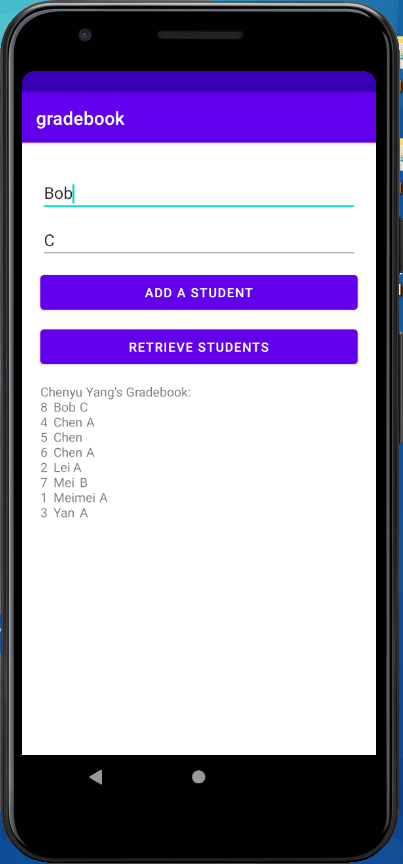 gradebook
Bob
C
ADD A STUDENT
RETRIEVE STUDENTS
Chenyu Yang's Gradebook:
8 Bob C
4 Chen A
5 Chen
6 Chen A
2 Lei A
7 Mei B
1 Meimei A
3 Yan A